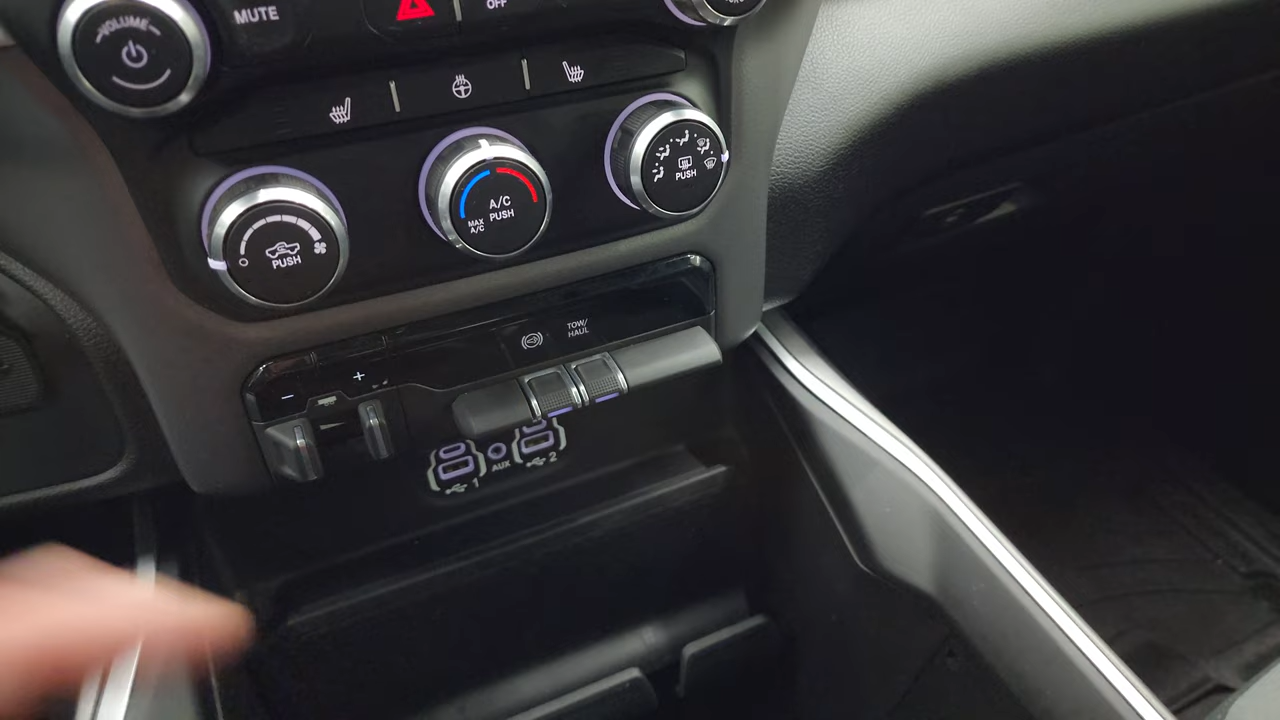 VOLUME
MUTE
OFF
PUSH
A/C
PUSH
MAX
A/C
PUSH
TOW/
HAUL
-
+
1
AUX
2